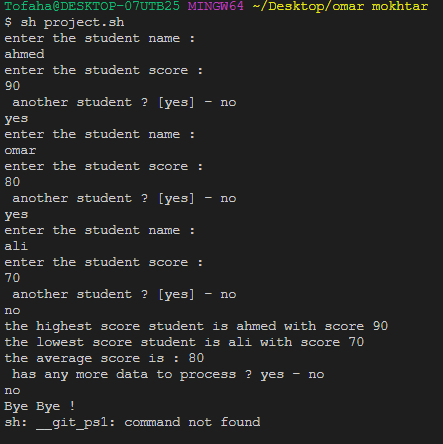 Tofaha@DESKTOP-07UTB25 MINGW64 ~/Desktop/omar mokhtar
$ sh project.sh
enter the student name :
ahmed
enter the student score :
90
 another student ? [yes] - no
yes
enter the student name :
omar
enter the student score :
80
 another student ? [yes] - no
yes
enter the student name :
ali
enter the student score :
70
 another student ? [yes] - no
no
the highest score student is ahmed with score 90
the lowest score student is ali with score 70
the average score is : 80
 has any more data to process ? yes - no
no
Bye Bye !
sh: __git_ps1: command not found